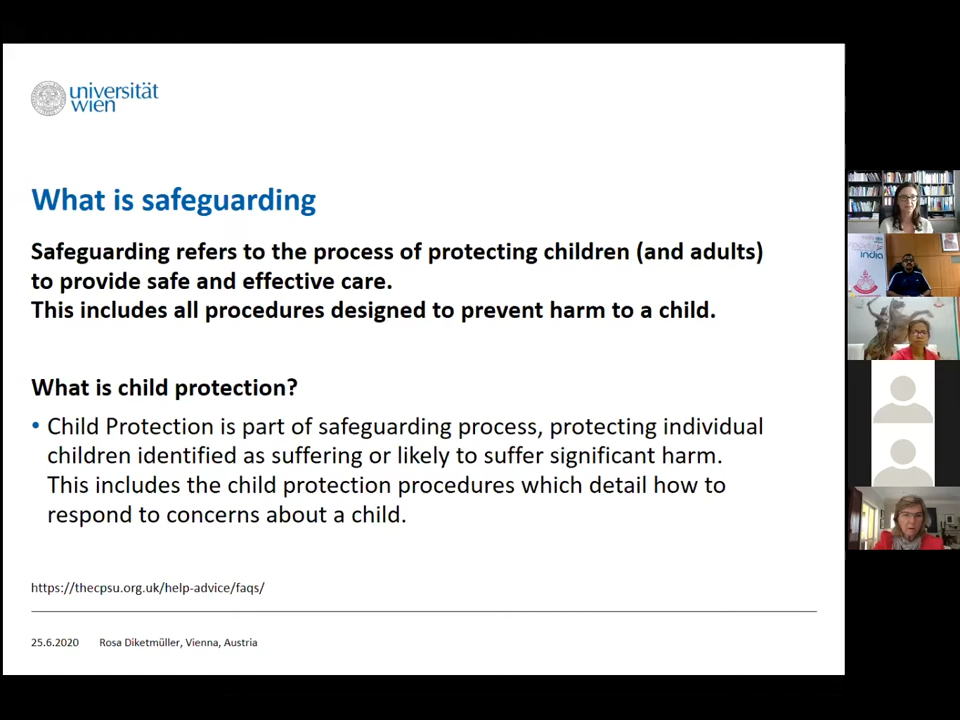 universität
wien
What is safeguarding
Safeguarding refers to the process of protecting children (and adults)
to provide safe and effective care.
This includes all procedures designed to prevent harm to a child.
What is child protection?
• Child Protection is part of safeguarding process, protecting individual
children identified as suffering or likely to suffer significant harm.
This includes the child protection procedures which detail how to
respond to concerns about a child.
https://thecpsu.org.uk/help-advice/faqs/
25.6.2020 Rosa Diketmüller, Vienna, Austria
India